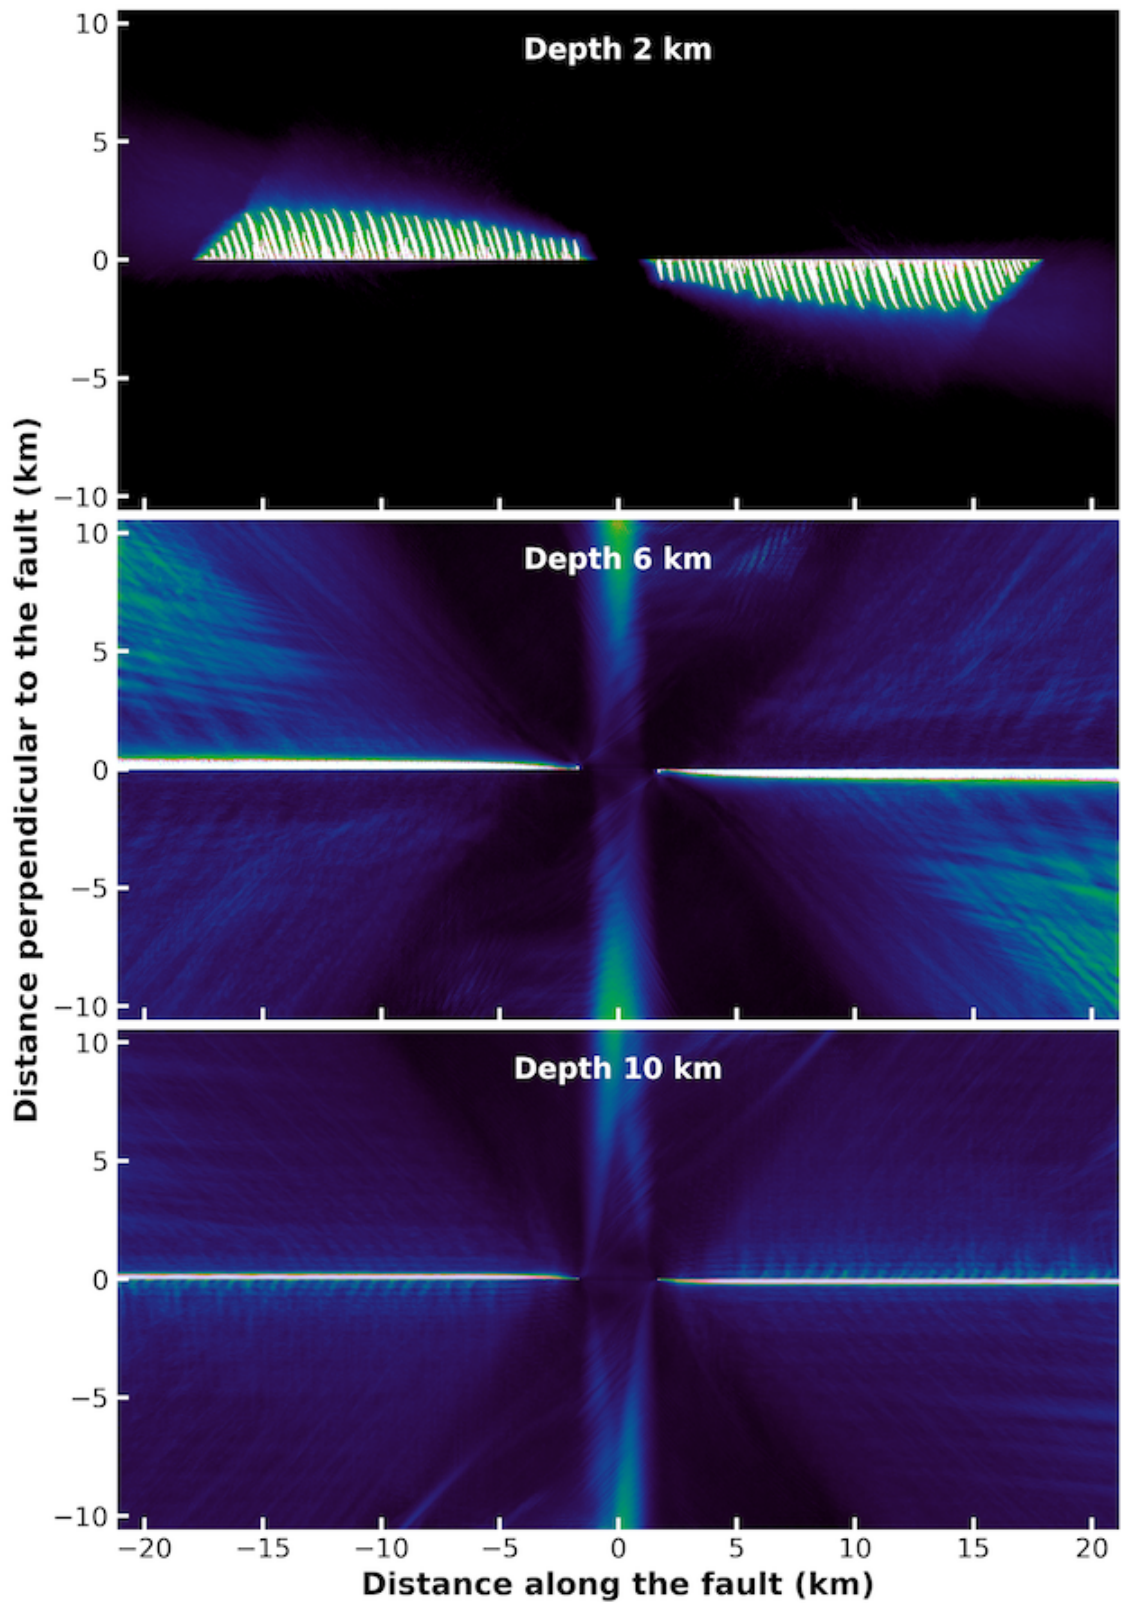 Depth 2 km
10
5
0
−5
−10
Depth 6 km
10
5
0
−5
−10
Depth 10 km
10
5
0
−5
−10
−20 −15 −10 −5 0 5 10 15 20
Distance along the fault (km)
Distance perpendicular to the fault (km)